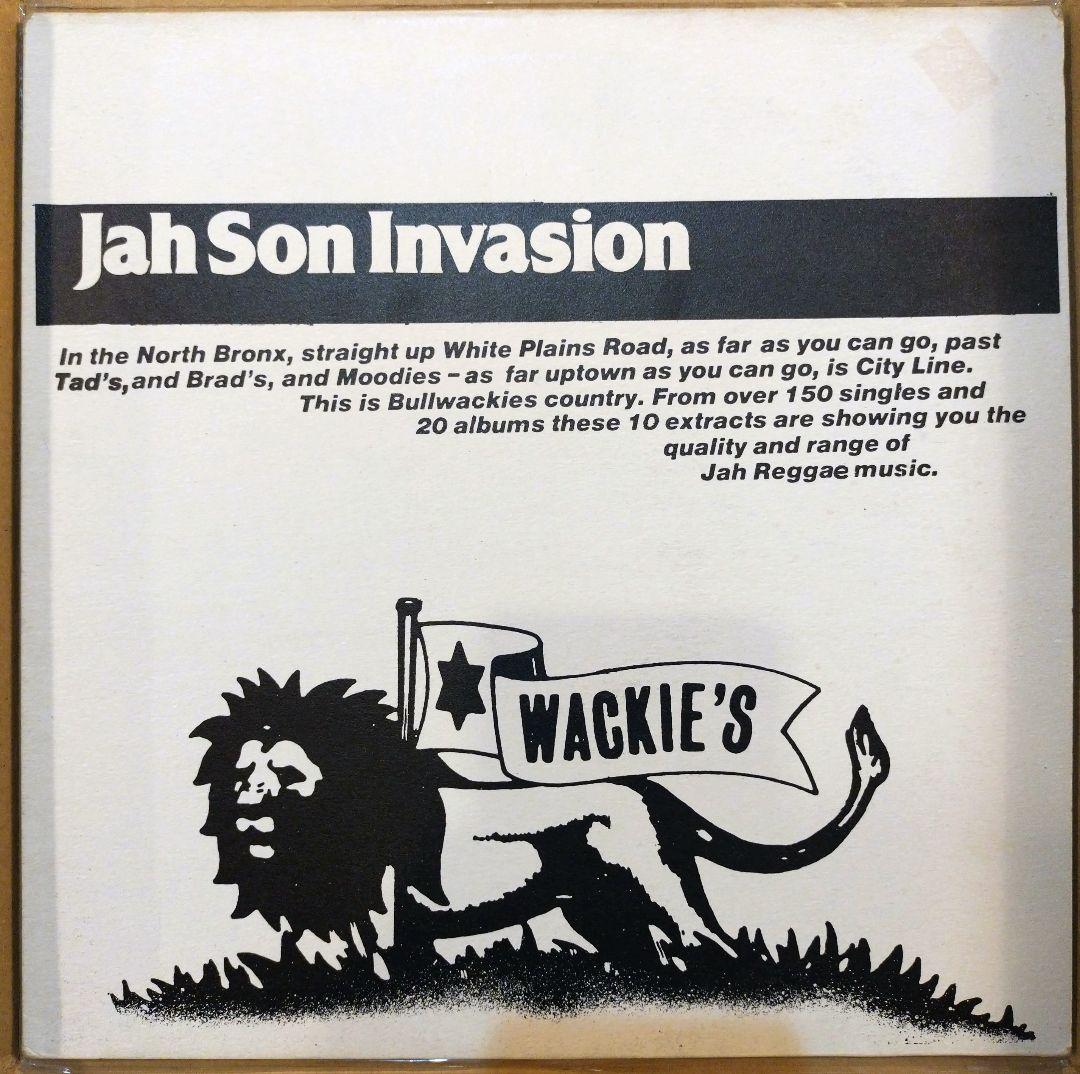 Jah Son Invasion
In the North Bronx, straight up White Plains Road, as far as you can go, past
Tad's, and Brad's, and Moodies – as far uptown as you can go, is City Line.
This is Bullwackies country. From over 150 singles and
20 albums these 10 extracts are showing you the
quality and range of
Jah Reggae music.
WACKIE'S